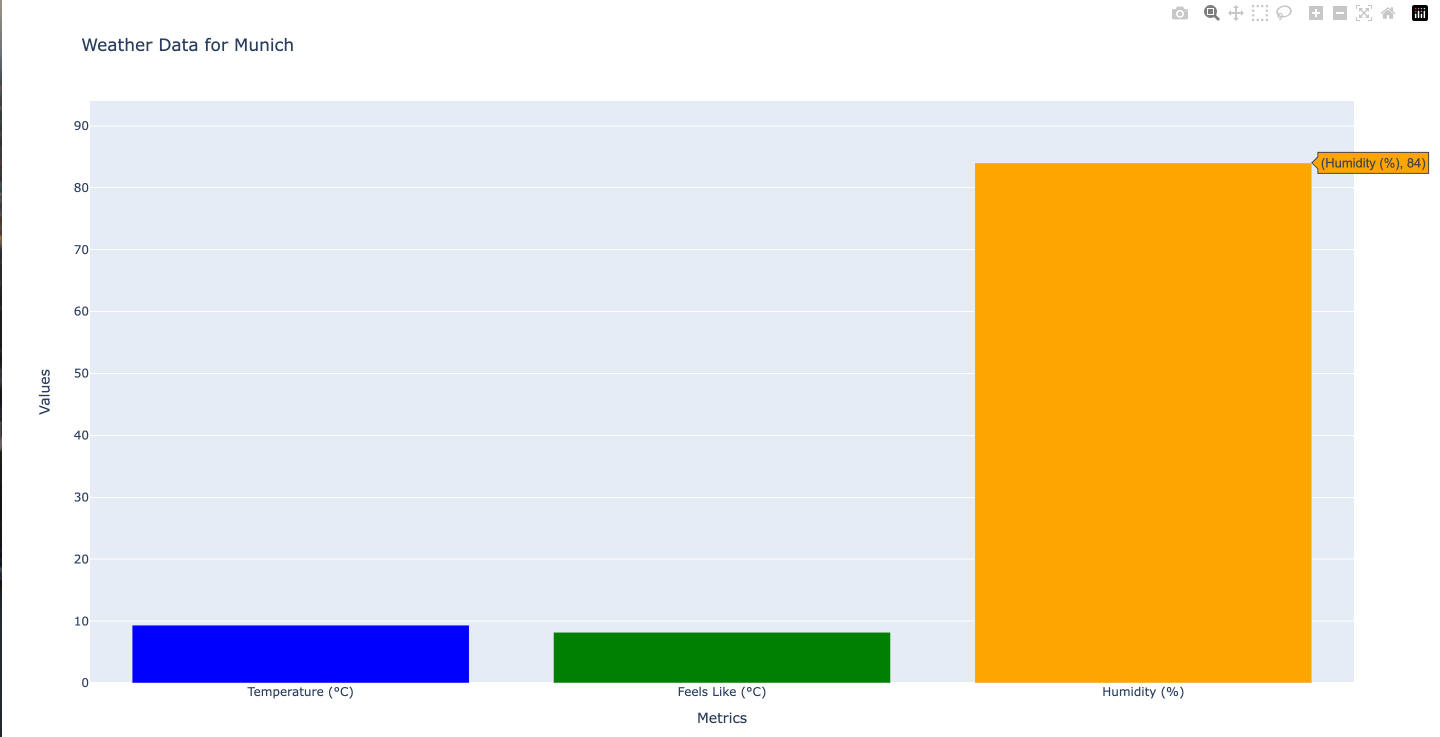 Weather Data for Munich
90
(Humidity (%), 84)
80
70
60
50
Values
40
30
20
10
0
Temperature (°C)
Feels Like (°C)
Humidity (%)
Metrics